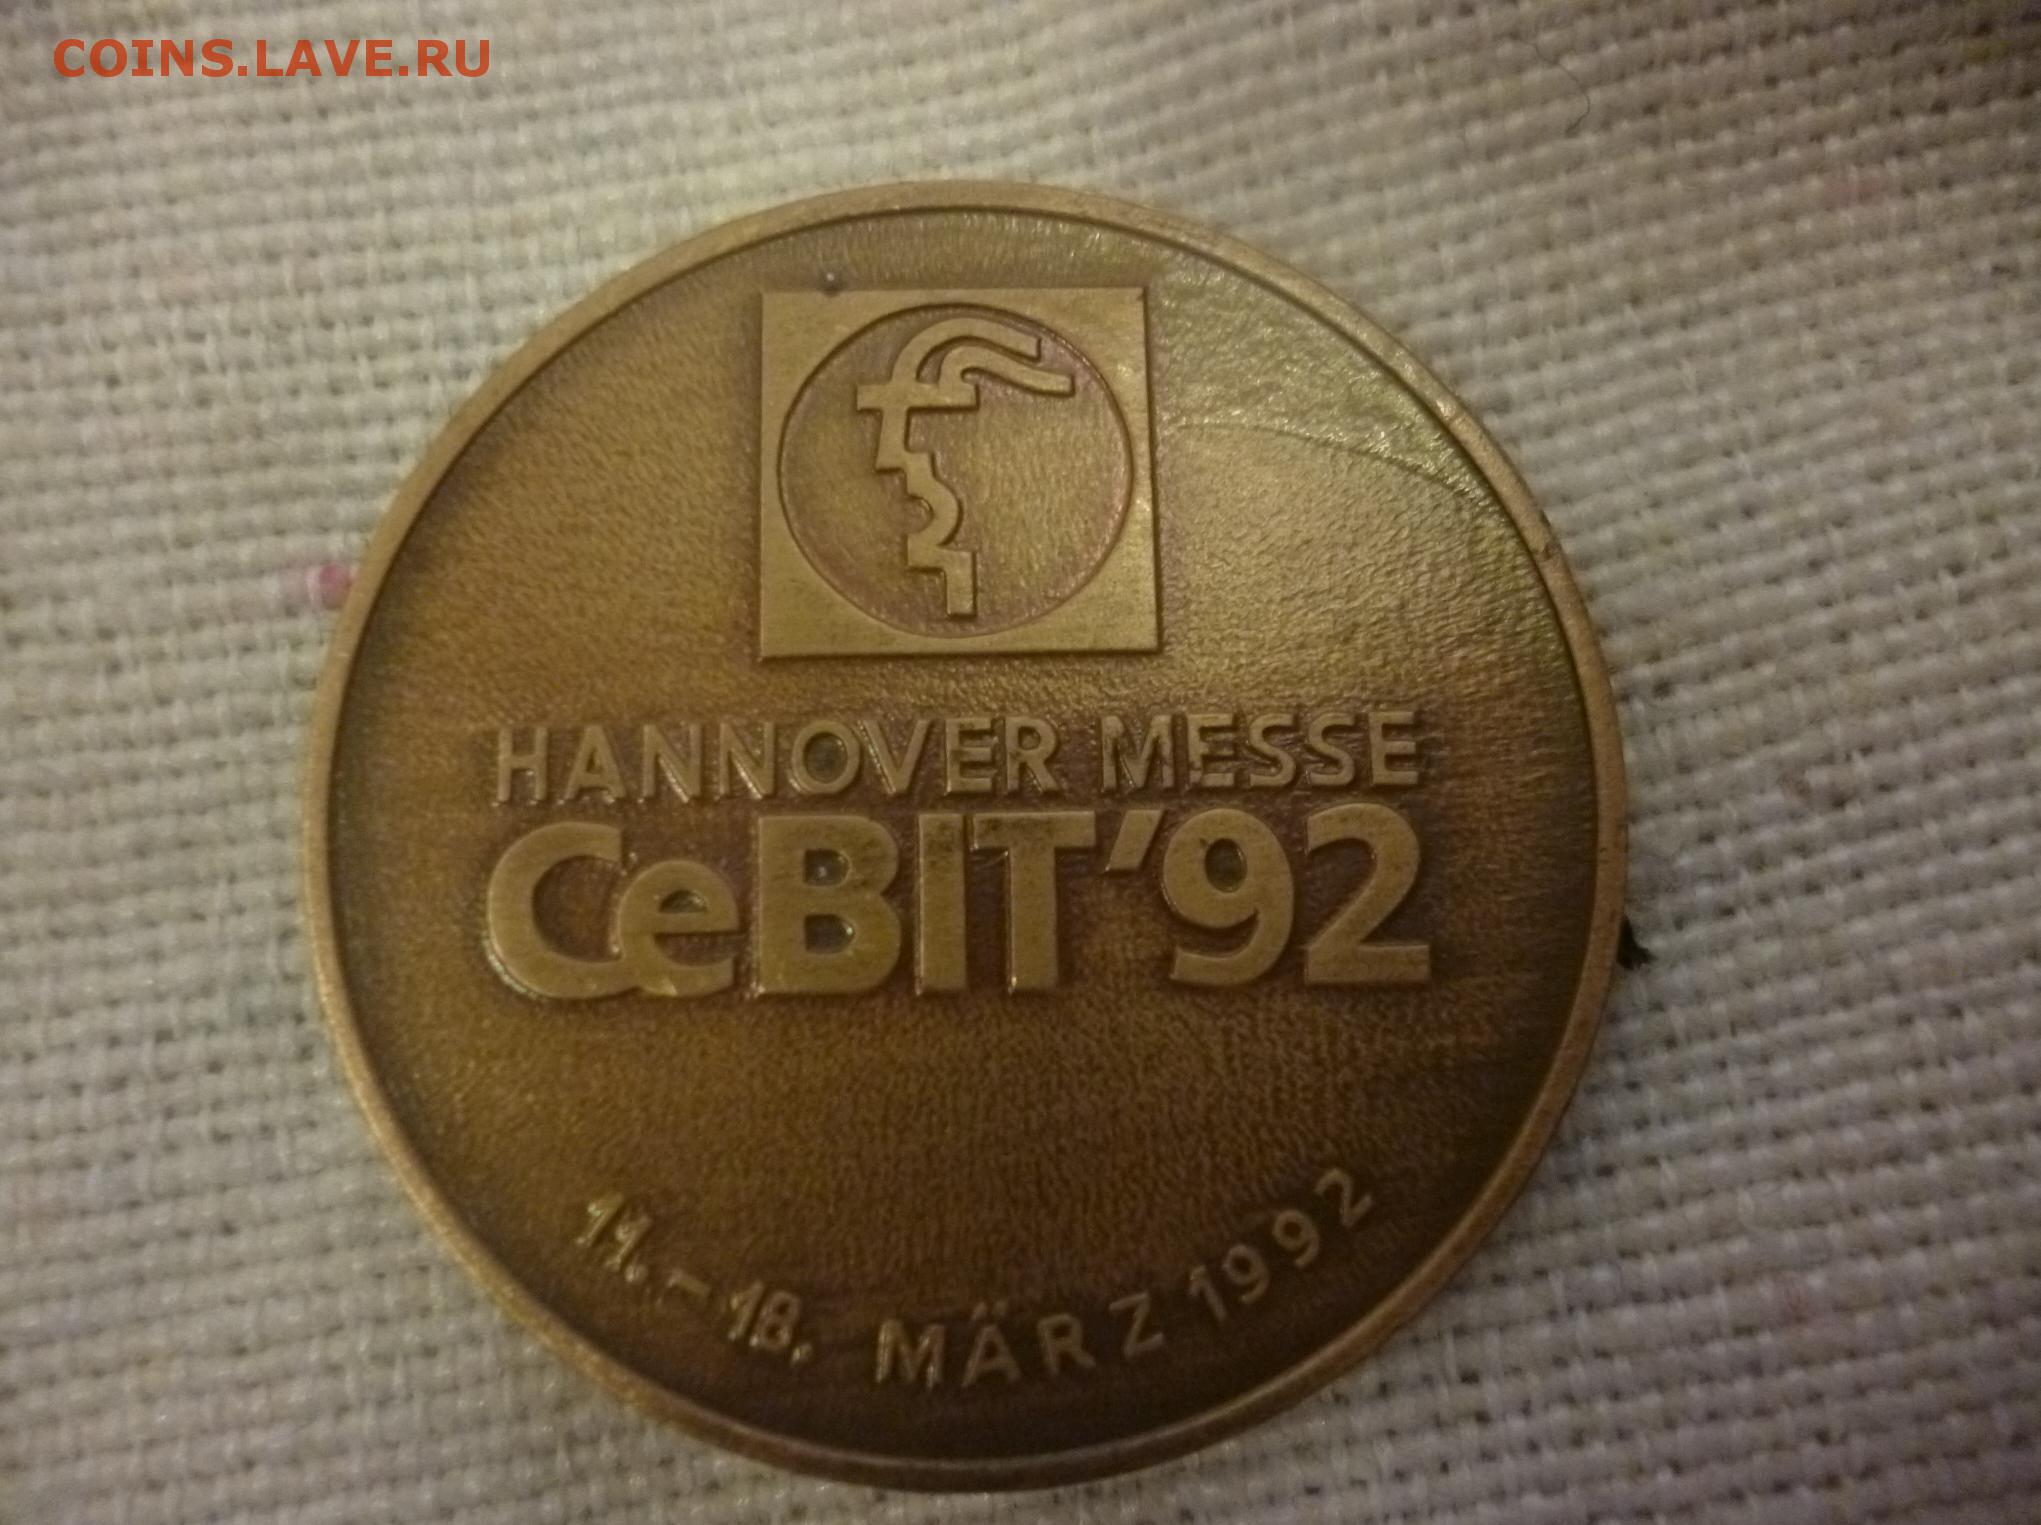 COINS.LAVE.RU
HANNOVER MESSE
CeBIT'92
11.-18. MÄRZ 1992